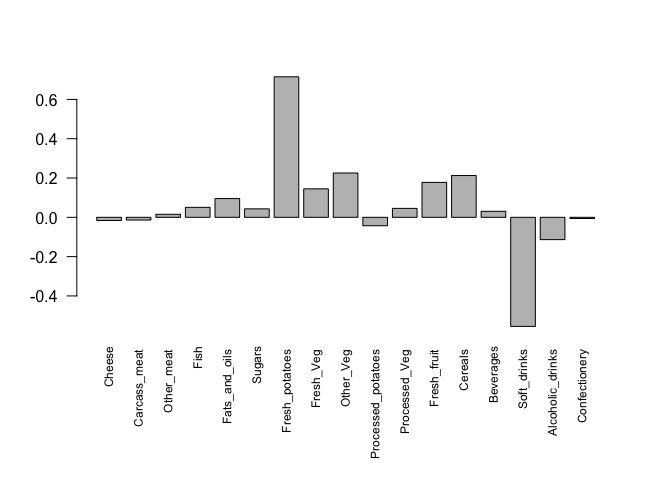 0.6
0.4
0.2
0.0
-0.2
-0.4
Cheese
Carcass_meat
Other_meat
Fish
Fats_and_oils
Sugars
Fresh_potatoes
Fresh_Veg
Other_Veg
Processed_potatoes
Processed_Veg
Fresh_fruit
Cereals
Beverages
Soft_drinks
Alcoholic_drinks
Confectionery